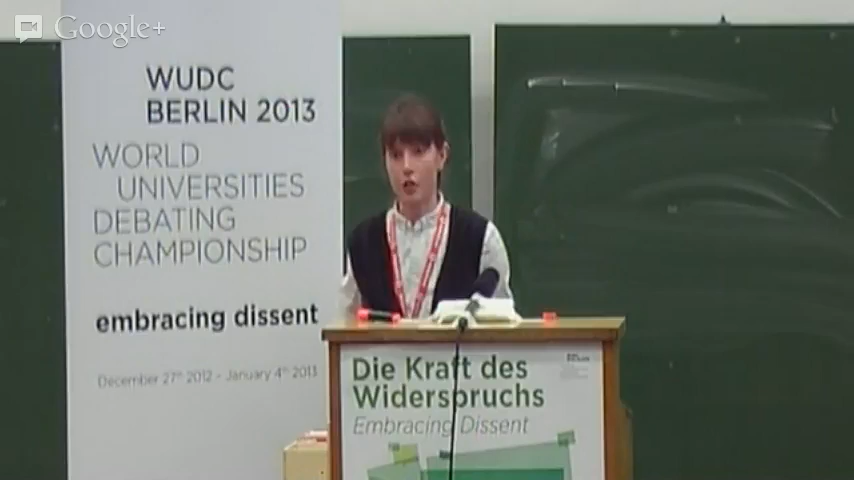 Google+
WUDC
BERLIN 2013
WORLD
UNIVERSITIES
DEBATING
CHAMPIONSHIP
embracing dissent
December 27th 2012 - January 4th 2013
Die Kraft des
Widerspruchs
Embracing Dissent